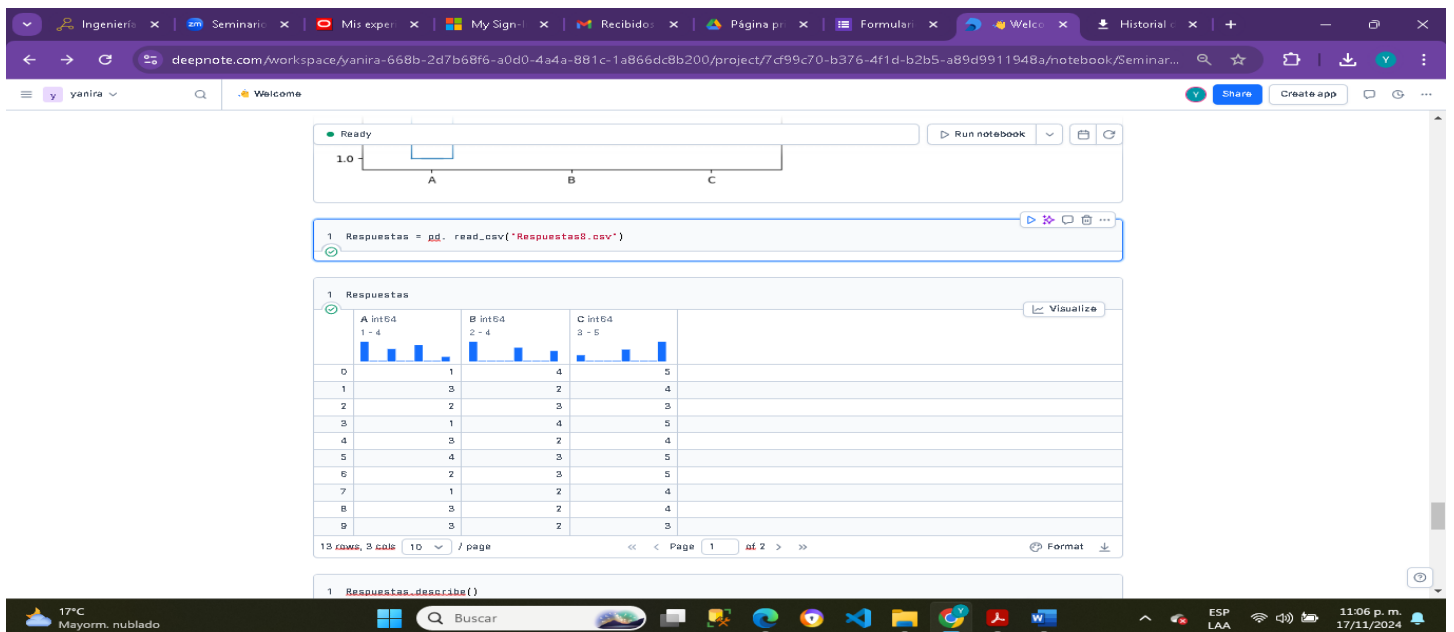 Ingeniería
zm Seminario
Mis exper
My Sign-I
Recibidos
Página pri
Formulari
Welco
Historial c
deepnote.com/workspace/yanira-668b-2d7b68f6-a0d0-4a4a-881c-1a866dc8b200/project/7cf99c70-b376-4f1d-b2b5-a89d9911948a/notebook/Seminar...
Y
y yanira
Welcome
Y Share Create app
Ready
Run notebook
1.0
A B C
1 Respuestas = pd. read_csv("Respuestas8.csv")
1 Respuestas
Visualize
A int64 B int64 C int64
1 - 4 2 - 4 3 - 5
0 1 4 5
1 3 2 4
2 2 3 3
3 1 4 5
4 3 2 4
5 4 3 5
6 2 3 5
7 1 2 4
8 3 2 4
9 3 2 3
13 rows, 3 cols 10 / page << < Page 1 of 2 > >> Format
1 Respuestas.describe()
17°C
Mayorm. nublado
Buscar
ESP
LAA
11:06 p. m.
17/11/2024